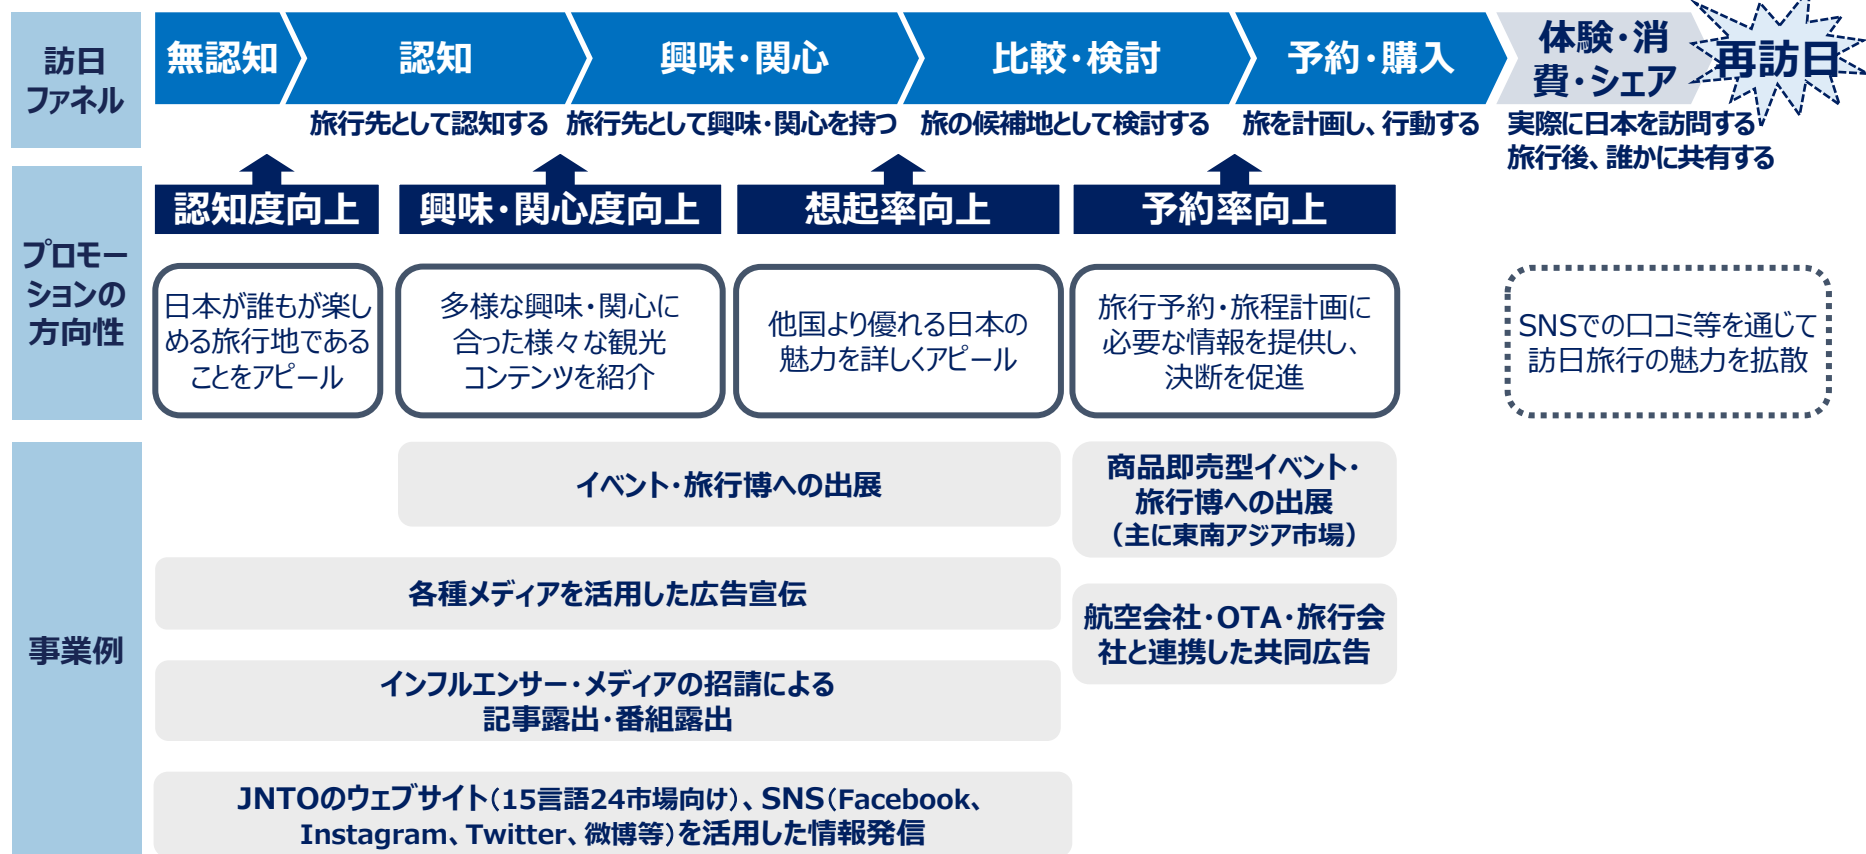 訪日
ファネル
無認知
認知
興味・関心
比較・検討
予約・購入
体験・消
費・シェア
再訪日
旅行先として認知する
旅行先として興味・関心を持つ
旅の候補地として検討する
旅を計画し、行動する
実際に日本を訪問する
旅行後、誰かに共有する
プロモー
ションの
方向性
認知度向上
興味・関心度向上
想起率向上
予約率向上
日本が誰もが楽し
める旅行地である
ことをアピール
多様な興味・関心に
合った様々な観光
コンテンツを紹介
他国より優れる日本の
魅力を詳しくアピール
旅行予約・旅程計画に
必要な情報を提供し、
決断を促進
SNSでの口コミ等を通じて
訪日旅行の魅力を拡散
事業例
イベント・旅行博への出展
商品即売型イベント・
旅行博への出展
（主に東南アジア市場）
各種メディアを活用した広告宣伝
航空会社・OTA・旅行会
社と連携した共同広告
インフルエンサー・メディアの招請による
記事露出・番組露出
JNTOのウェブサイト（15言語24市場向け）、SNS（Facebook、
Instagram、Twitter、微博等）を活用した情報発信